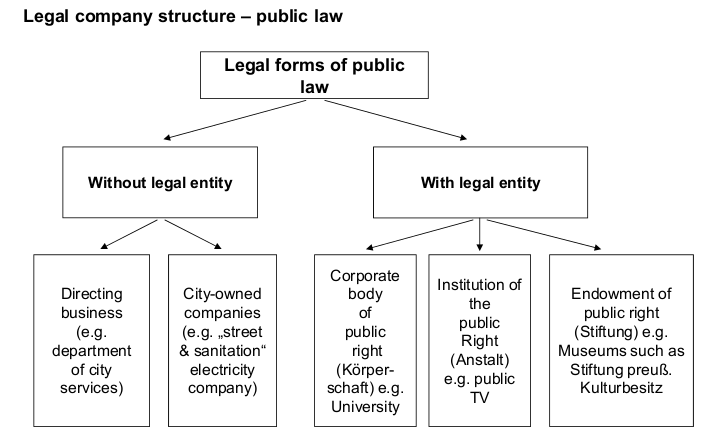 Legal company structure – public law
Legal forms of public
law
Without legal entity
With legal entity
Directing
business
(e.g.
department
of city
services)
City-owned
companies
(e.g. „street
& sanitation“
electricity
company)
Corporate
body
of
public
right
(Körper-
schaft) e.g.
University
Institution of
the
public
Right
(Anstalt)
e.g. public
TV
Endowment of
public right
(Stiftung) e.g.
Museums such as
Stiftung preuß.
Kulturbesitz